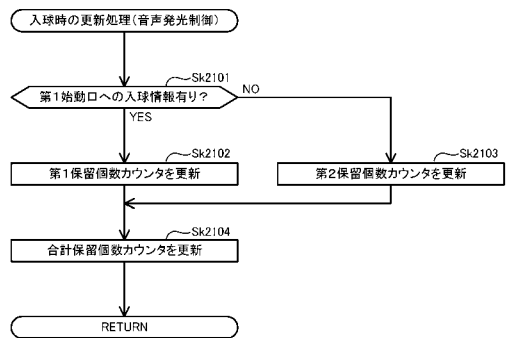 入球時の更新処理(音声発光制御)
Sk2101
第1始動口への入球情報有り?
NO
YES
Sk2102
第1保留個数カウンタを更新
Sk2103
第2保留個数カウンタを更新
Sk2104
合計保留個数カウンタを更新
RETURN